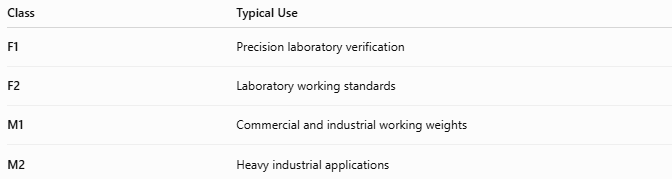 Class Typical Use
F1 Precision laboratory verification
F2 Laboratory working standards
M1 Commercial and industrial working weights
M2 Heavy industrial applications